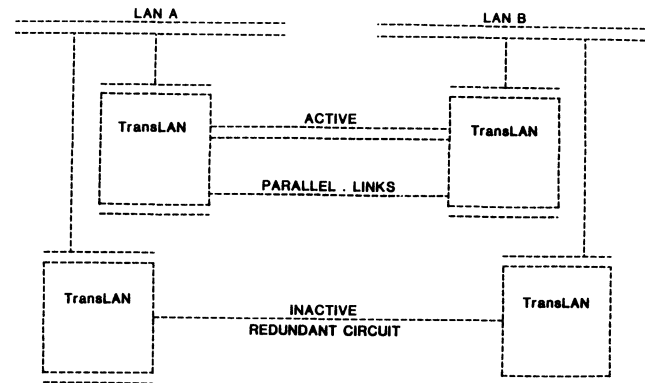 LAN A
LAN B
TransLAN
ACTIVE
TransLAN
PARALLEL . LINKS
TransLAN
INACTIVE
TransLAN
REDUNDANT CIRCUIT